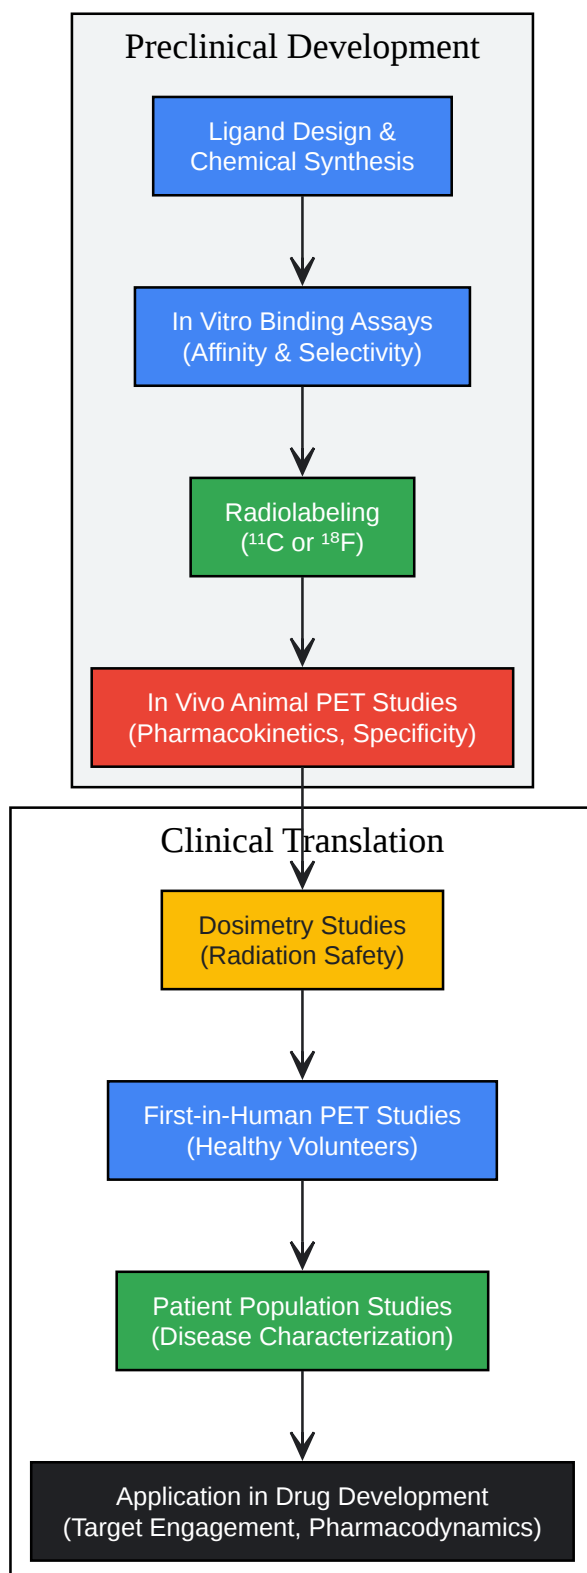 Preclinical Development
Ligand Design &
Chemical Synthesis
In Vitro Binding Assays
(Affinity & Selectivity)
Radiolabeling
(¹¹C or ¹⁸F)
In Vivo Animal PET Studies
(Pharmacokinetics, Specificity)
Clinical Translation
Dosimetry Studies
(Radiation Safety)
First-in-Human PET Studies
(Healthy Volunteers)
Patient Population Studies
(Disease Characterization)
Application in Drug Development
(Target Engagement, Pharmacodynamics)